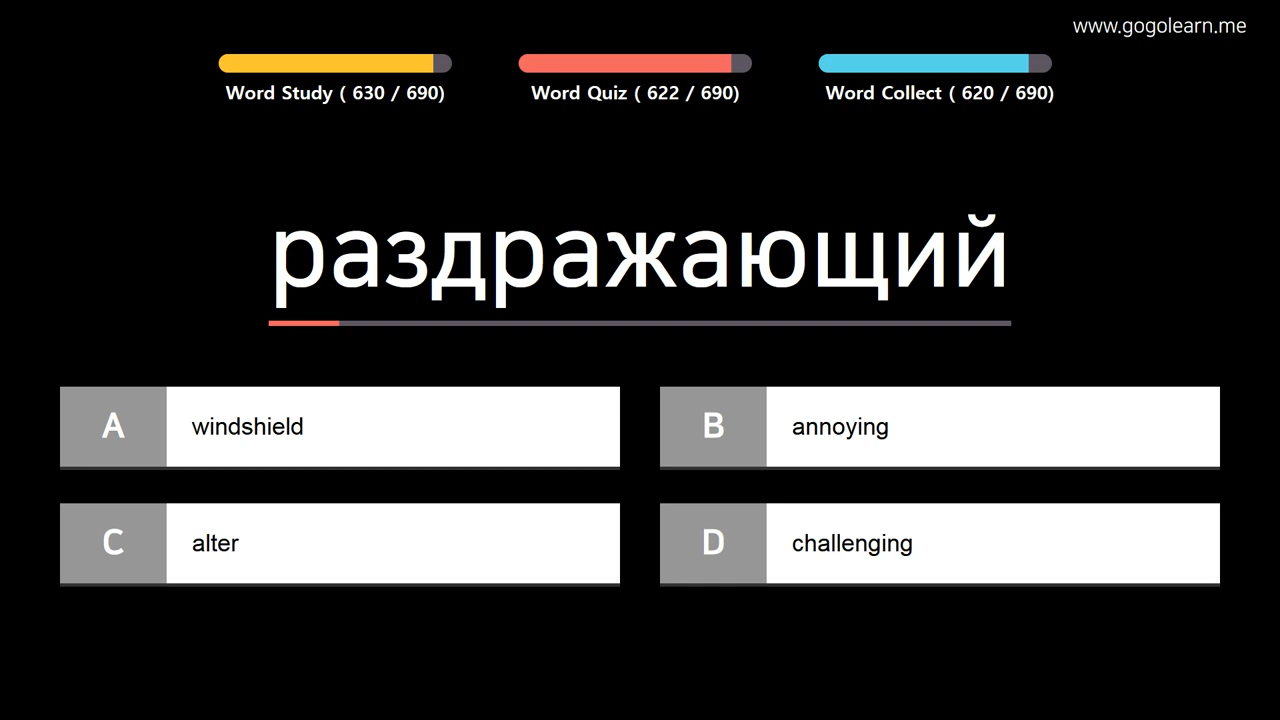 www.gogolearn.me
Word Study ( 630 / 690)
Word Quiz ( 622 / 690)
Word Collect ( 620 / 690)
раздражающий
A windshield
B annoying
C alter
D challenging